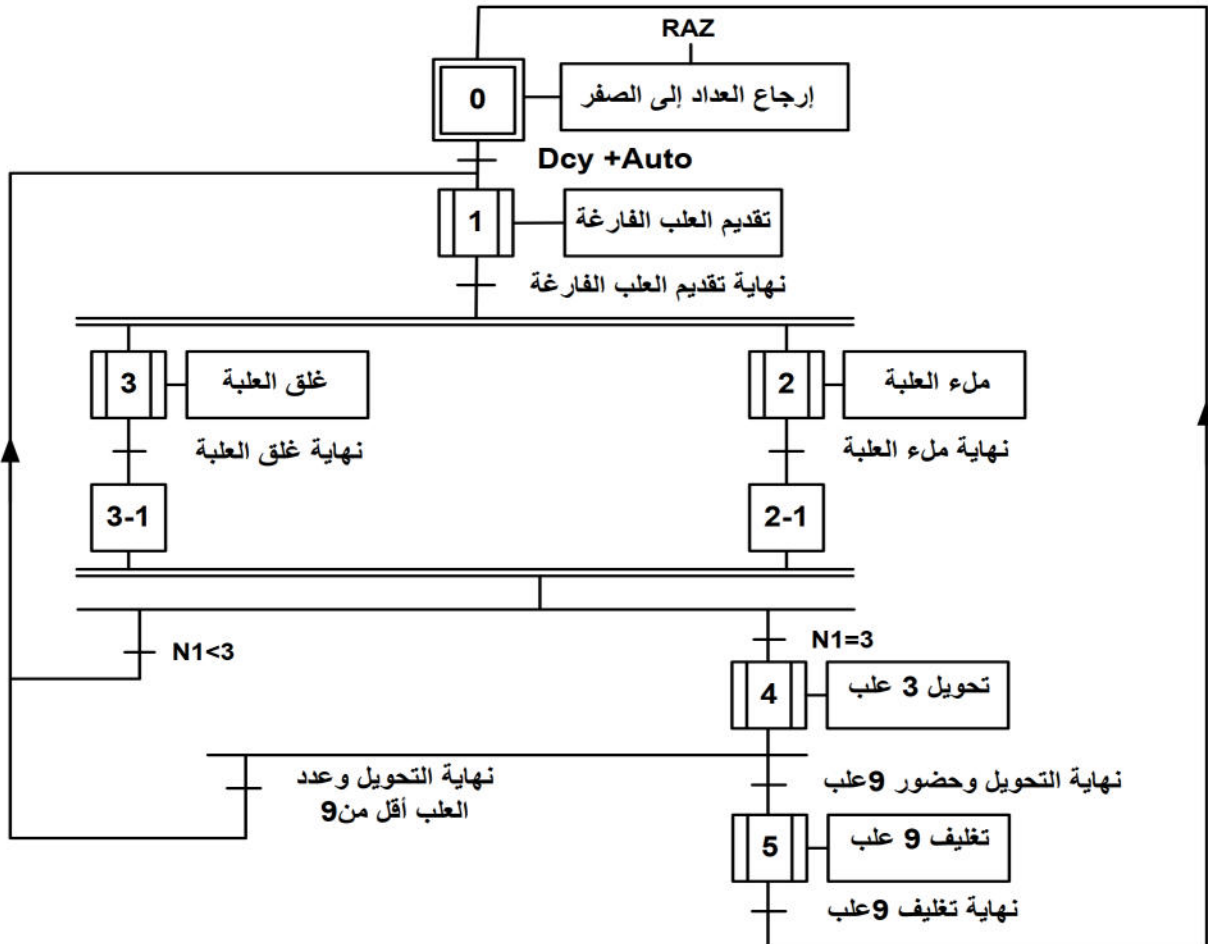 RAZ
0
إرجاع العداد إلى الصفر
Dcy +Auto
1
تقديم العلب الفارغة
نهاية تقديم العلب الفارغة
3
غلق العلبة
2
ملء العلبة
نهاية غلق العلبة
نهاية ملء العلبة
3-1
2-1
N1<3
N1=3
4
تحويل 3 علب
نهاية التحويل وعدد
العلب أقل من9
نهاية التحويل وحضور 9علب
5
تغليف 9 علب
نهاية تغليف 9علب